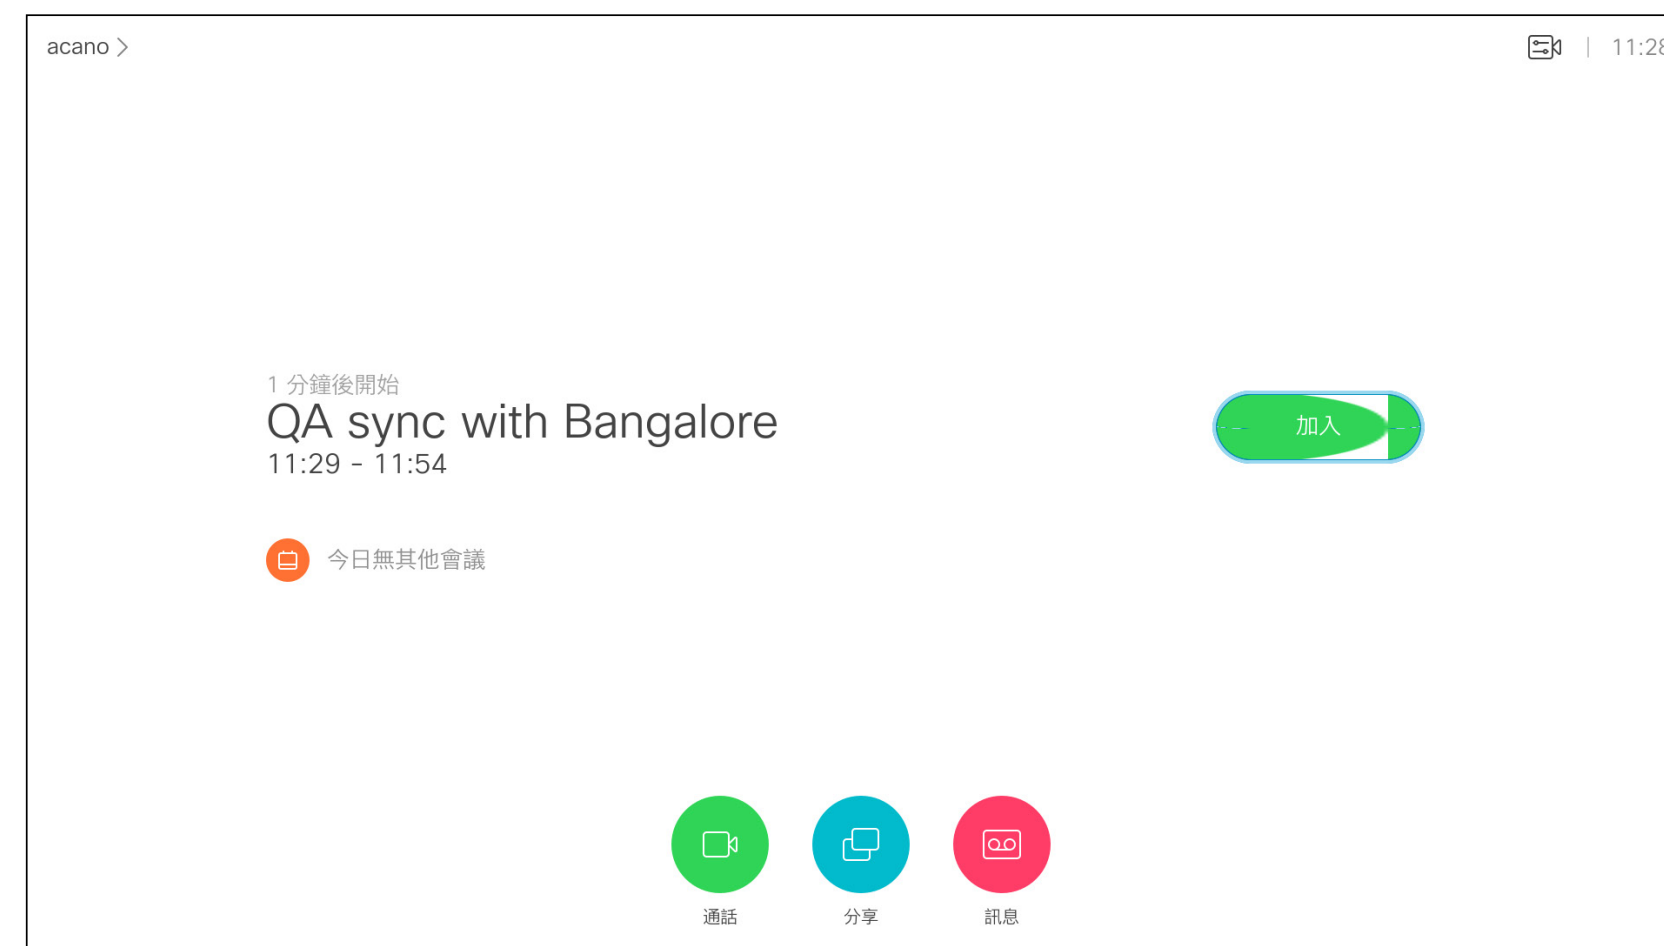 acano
11:28
1 分鐘後開始
QA sync with Bangalore
11:29 - 11:54
加入
今日無其他會議
通話
分享
訊息